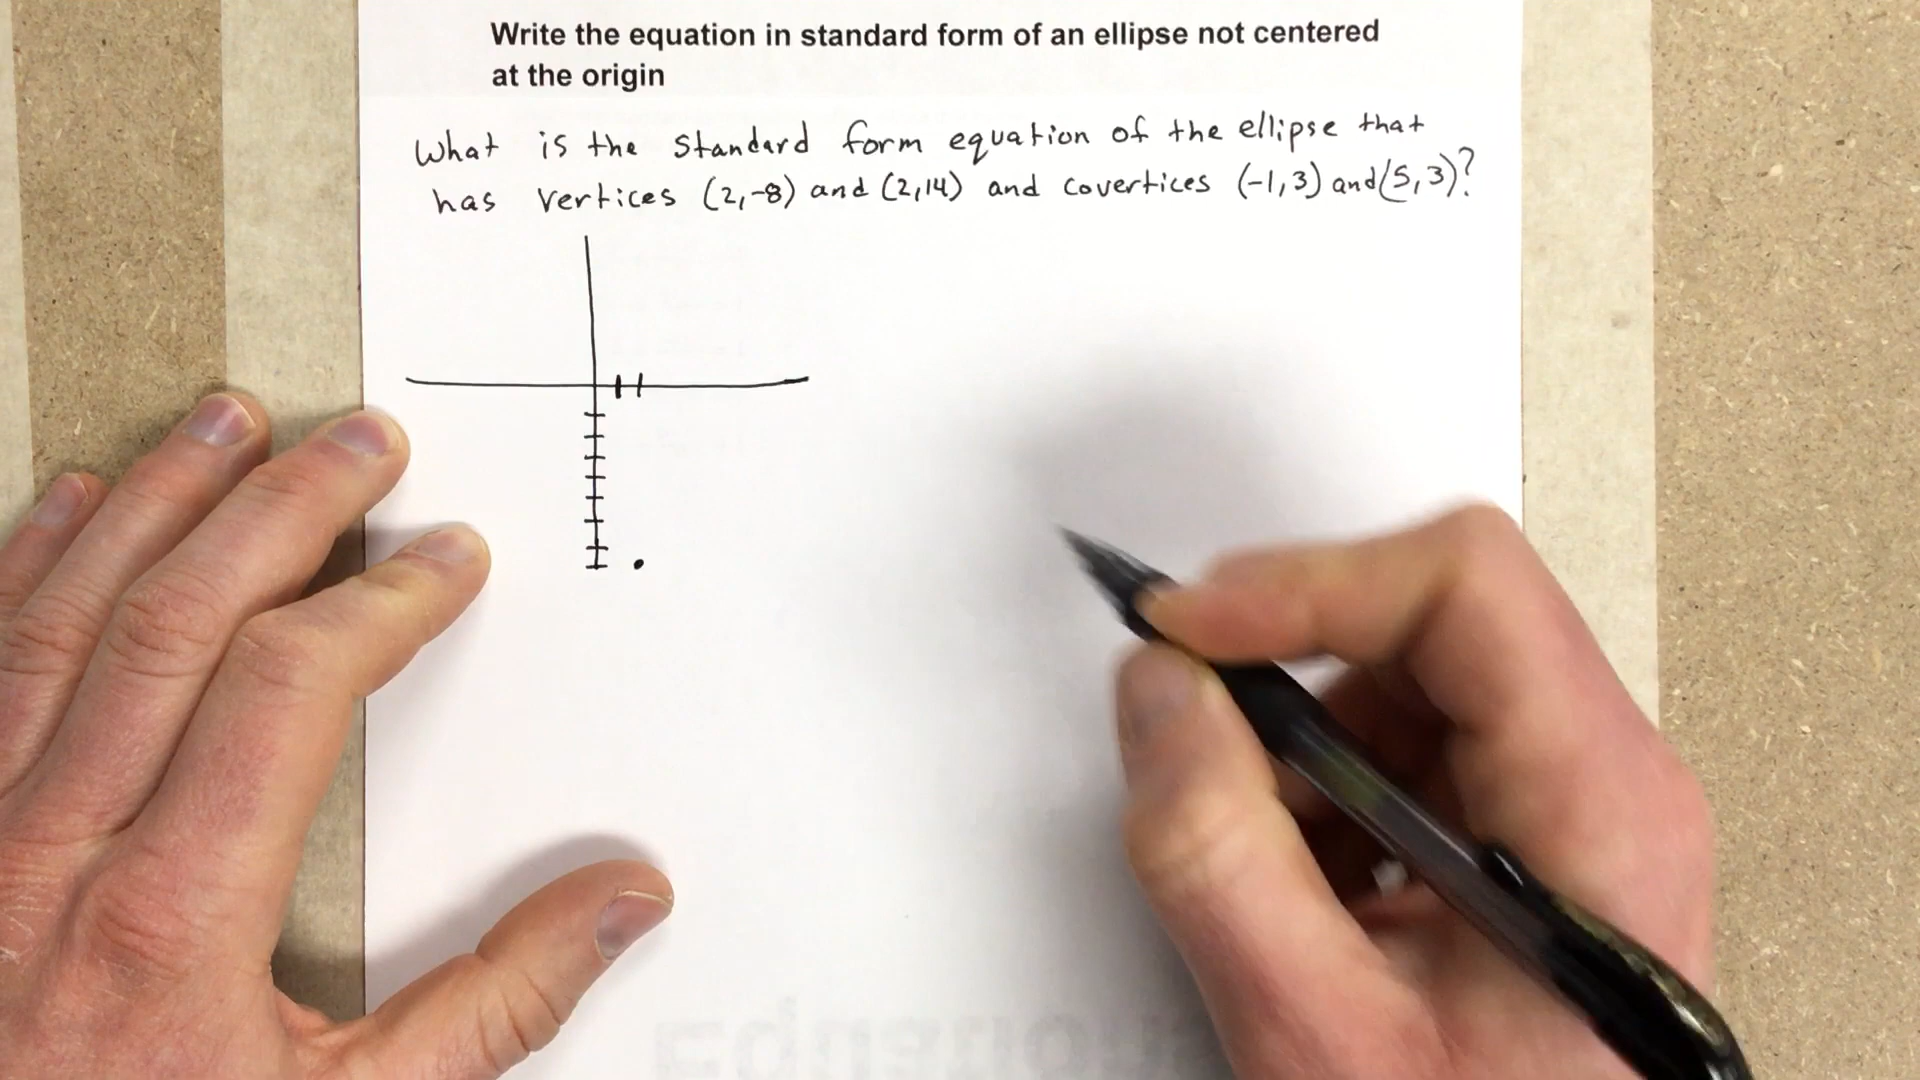 Write the equation in standard form of an ellipse not centered
at the origin
What is the standard form equation of the ellipse that
has vertices (2,-8) and (2,14) and covertices (-1,3) and (5,3)?